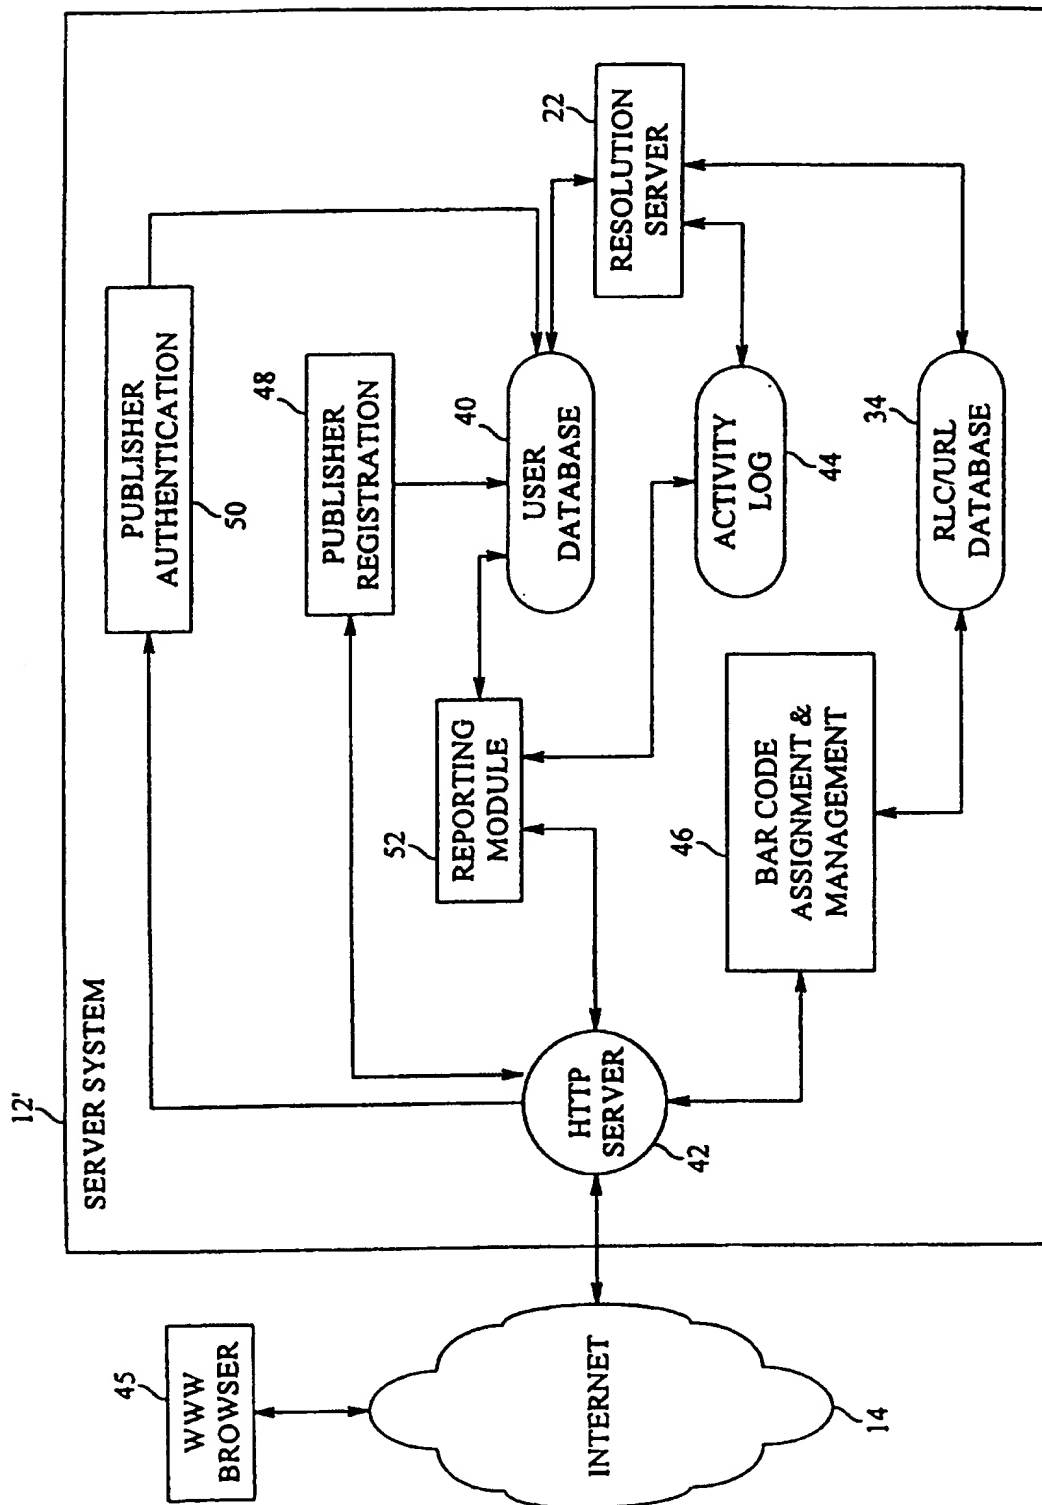 12'
SERVER SYSTEM
PUBLISHER
AUTHENTICATION
50
PUBLISHER
REGISTRATION
48
REPORTING
MODULE
52
USER
DATABASE
40
RESOLUTION
SERVER
22
ACTIVITY
LOG
44
RLC/URL
DATABASE
34
BAR CODE
ASSIGNMENT &
MANAGEMENT
46
HTTP
SERVER
42
WWW
BROWSER
45
INTERNET
14